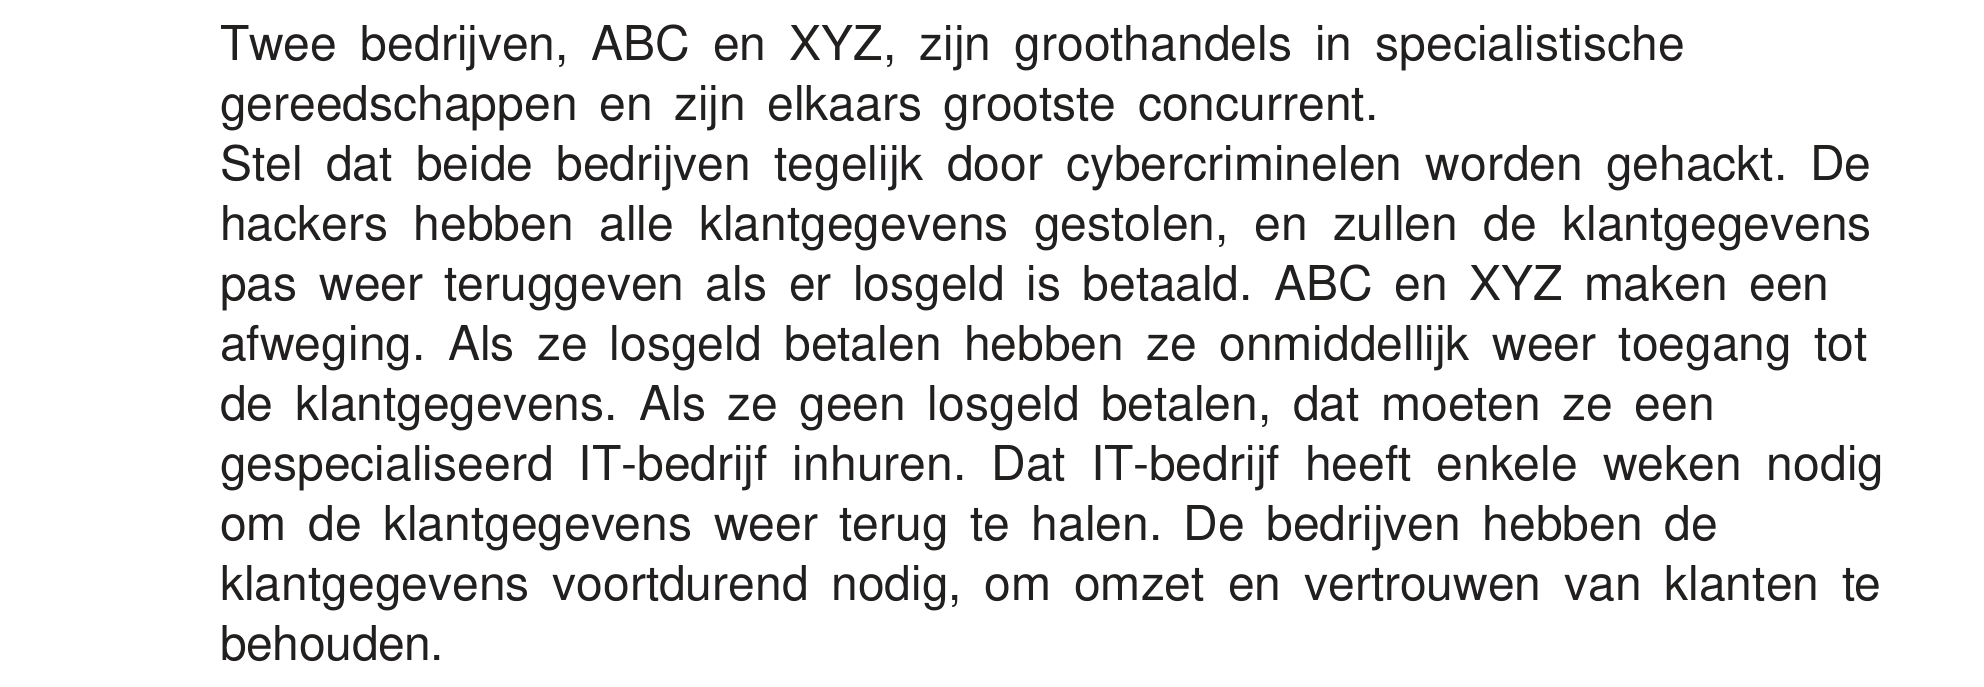 Twee bedrijven, ABC en XYZ, zijn groothandels in specialistische
gereedschappen en zijn elkaars grootste concurrent.
Stel dat beide bedrijven tegelijk door cybercriminelen worden gehackt. De
hackers hebben alle klantgegevens gestolen, en zullen de klantgegevens
pas weer teruggeven als er losgeld is betaald. ABC en XYZ maken een
afweging. Als ze losgeld betalen hebben ze onmiddellijk weer toegang tot
de klantgegevens. Als ze geen losgeld betalen, dat moeten ze een
gespecialiseerd IT-bedrijf inhuren. Dat IT-bedrijf heeft enkele weken nodig
om de klantgegevens weer terug te halen. De bedrijven hebben de
klantgegevens voortdurend nodig, om omzet en vertrouwen van klanten te
behouden.